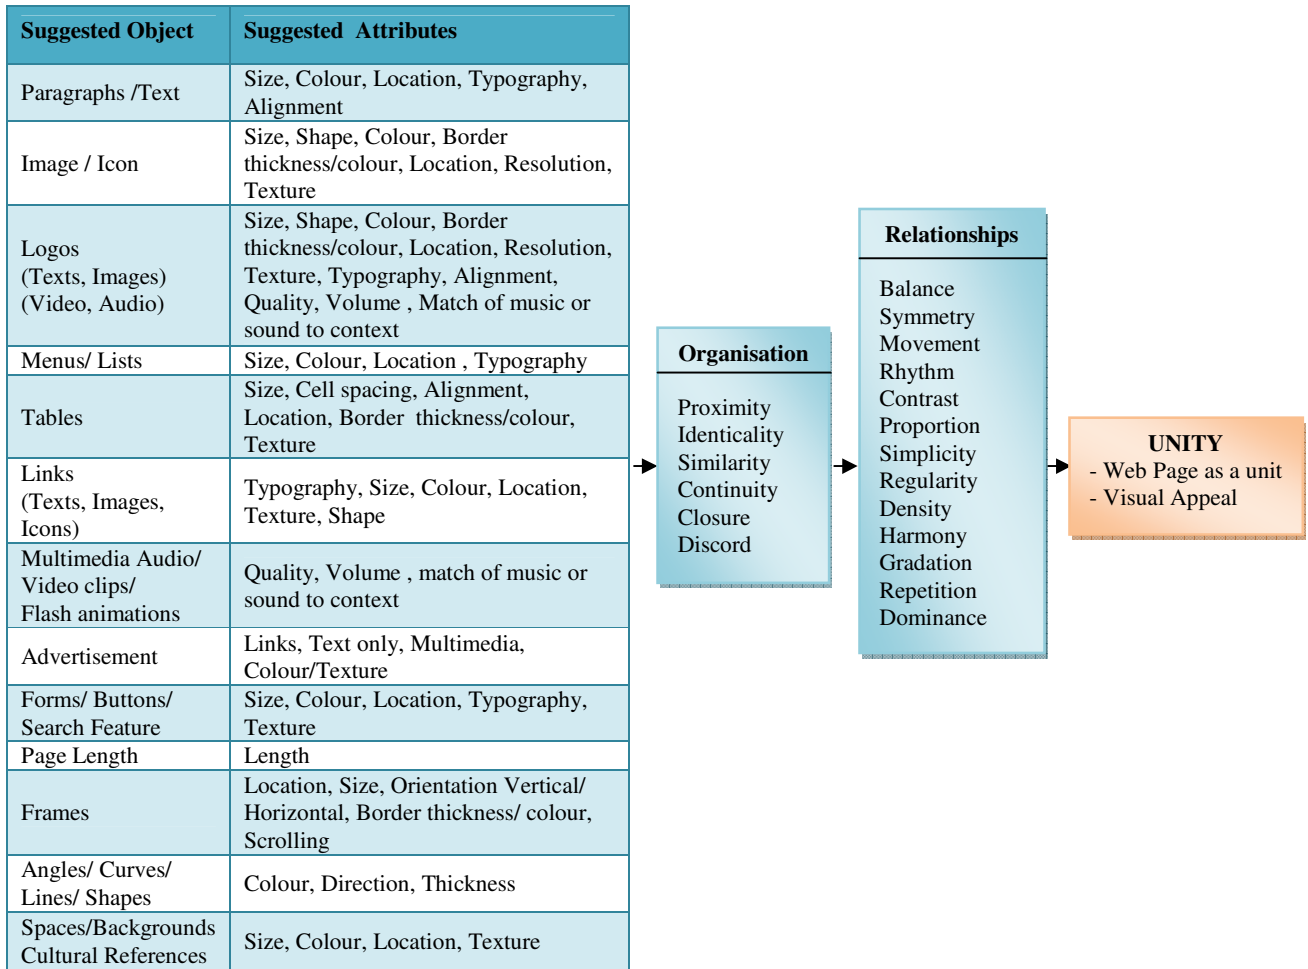 Suggested Object
Suggested  Attributes
Paragraphs /Text
Size, Colour, Location, Typography,
Alignment
Image / Icon
Size, Shape, Colour, Border
thickness/colour, Location, Resolution,
Texture
Logos
(Texts, Images)
(Video, Audio)
Size, Shape, Colour, Border
thickness/colour, Location, Resolution,
Texture, Typography, Alignment,
Quality, Volume , Match of music or
sound to context
Menus/ Lists
Size, Colour, Location , Typography
Tables
Size, Cell spacing, Alignment,
Location, Border  thickness/colour,
Texture
Links
(Texts, Images,
Icons)
Typography, Size, Colour, Location,
Texture, Shape
Multimedia Audio/
Video clips/
Flash animations
Quality, Volume , match of music or
sound to context
Advertisement
Links, Text only, Multimedia,
Colour/Texture
Forms/ Buttons/
Search Feature
Size, Colour, Location, Typography,
Texture
Page Length
Length
Frames
Location, Size, Orientation Vertical/
Horizontal, Border thickness/ colour,
Scrolling
Angles/ Curves/
Lines/ Shapes
Colour, Direction, Thickness
Spaces/Backgrounds
Cultural References
Size, Colour, Location, Texture
Organisation
Proximity
Identicality
Similarity
Continuity
Closure
Discord
Relationships
Balance
Symmetry
Movement
Rhythm
Contrast
Proportion
Simplicity
Regularity
Density
Harmony
Gradation
Repetition
Dominance
UNITY
- Web Page as a unit
- Visual Appeal